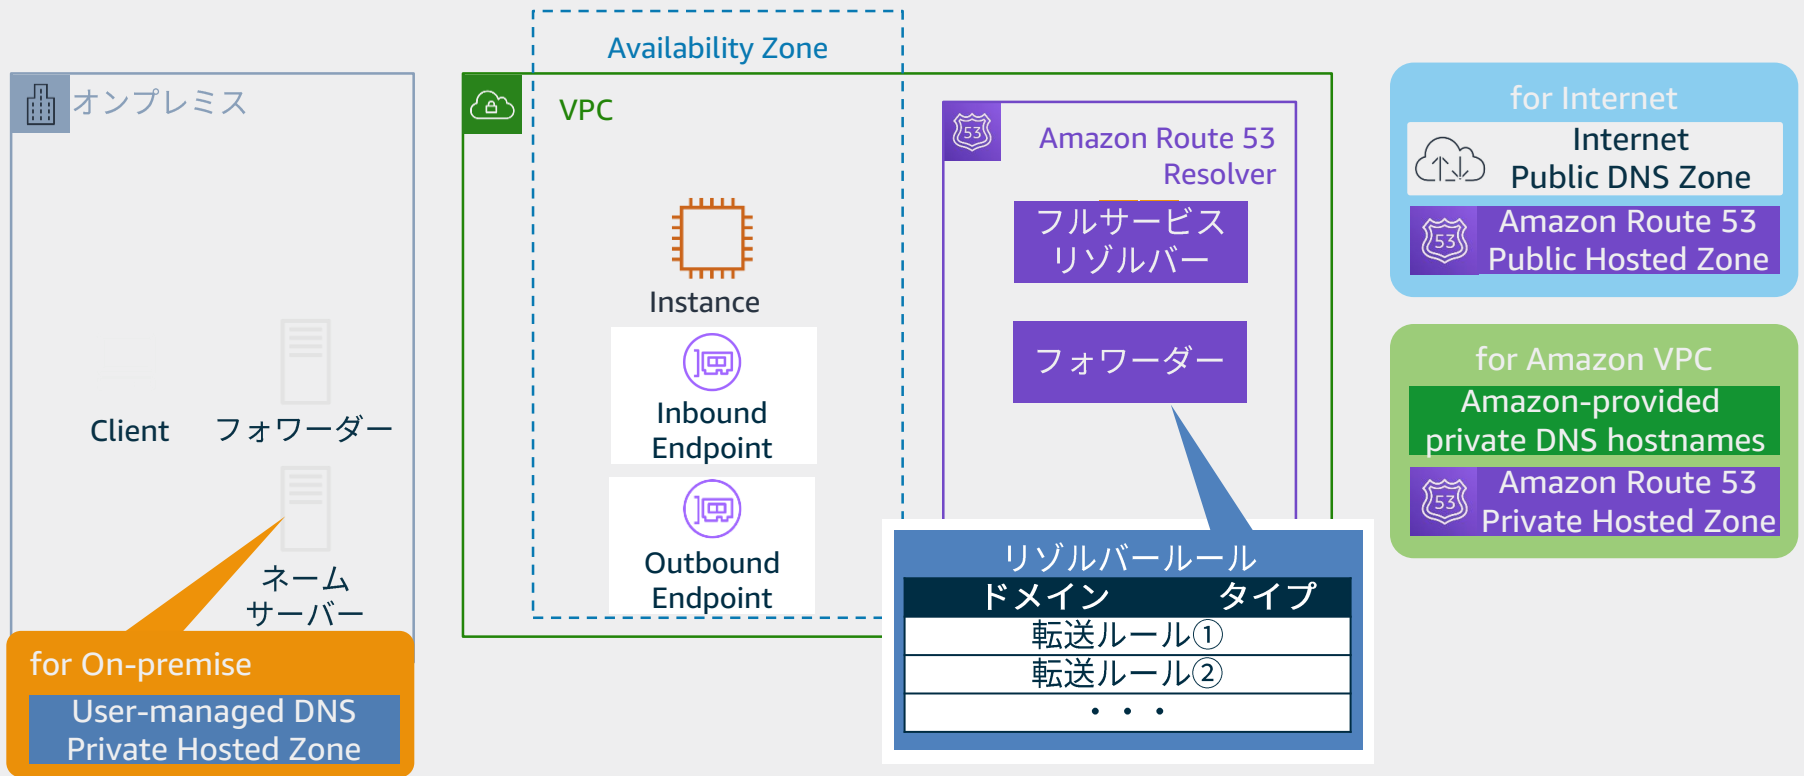 Availability Zone
オンプレミス
VPC
Amazon Route 53
Resolver
フルサービス
リゾルバー
フォワーダー
Instance
Inbound
Endpoint
Outbound
Endpoint
Client
フォワーダー
ネーム
サーバー
for On-premise
User-managed DNS
Private Hosted Zone
リゾルバールール
ドメイン タイプ
転送ルール①
転送ルール②
・・・
for Internet
Internet
Public DNS Zone
53
Amazon Route 53
Public Hosted Zone
for Amazon VPC
Amazon-provided
private DNS hostnames
53
Amazon Route 53
Private Hosted Zone
53